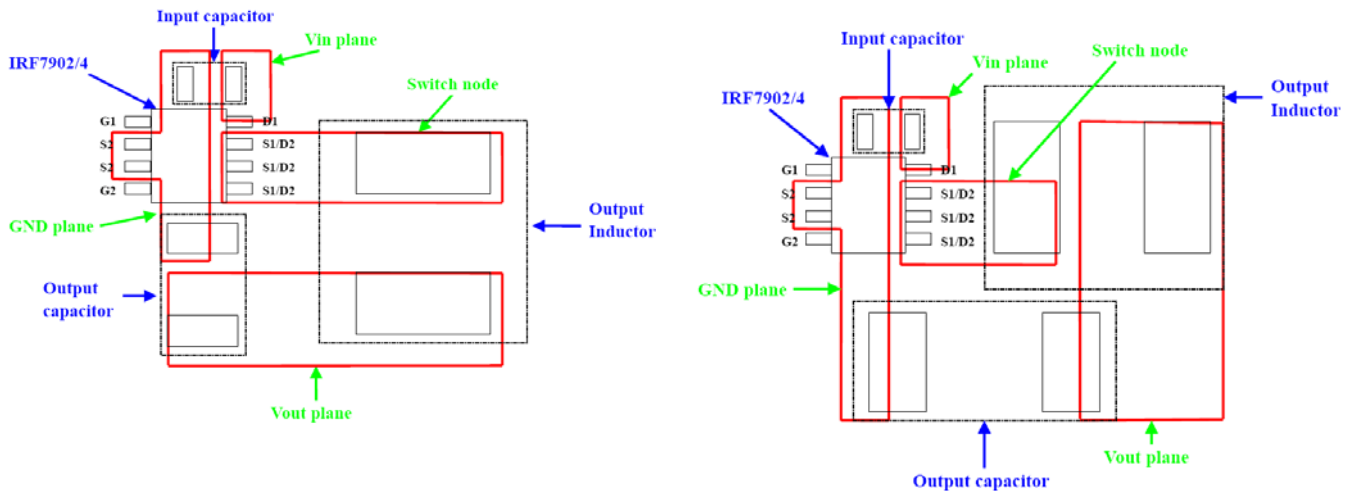 Input capacitor
Vin plane
IRF7902/4
Switch node
G1
D1
S2
S1/D2
S2
S1/D2
G2
S1/D2
GND plane
Output
Inductor
Output
capacitor
Vout plane
Input capacitor
Switch node
Vin plane
Output
Inductor
IRF7902/4
G1
D1
S2
S1/D2
S2
S1/D2
G2
S1/D2
GND plane
Vout plane
Output capacitor